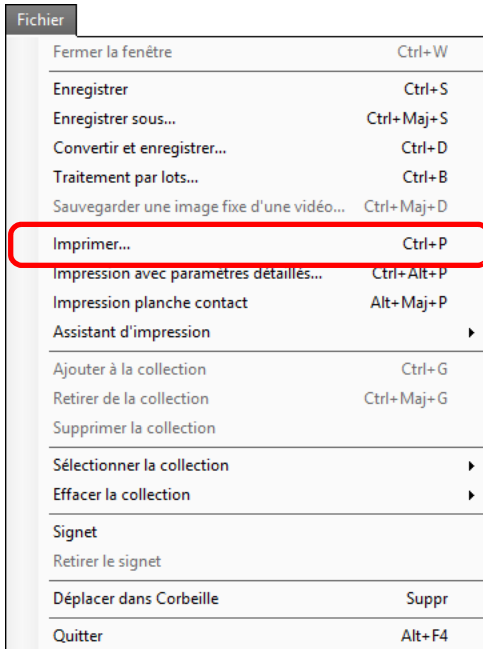 Fichier
Fermer la fenêtre Ctrl+W
Enregistrer Ctrl+S
Enregistrer sous... Ctrl+Maj+S
Convertir et enregistrer... Ctrl+D
Traitement par lots... Ctrl+B
Sauvegarder une image fixe d'une vidéo... Ctrl+Maj+D
Imprimer... Ctrl+P
Impression avec paramètres détaillés... Ctrl+Alt+P
Impression planche contact Alt+Maj+P
Assistant d'impression
Ajouter à la collection Ctrl+G
Retirer de la collection Ctrl+Maj+G
Supprimer la collection
Sélectionner la collection
Effacer la collection
Signet
Retirer le signet
Déplacer dans Corbeille Suppr
Quitter Alt+F4